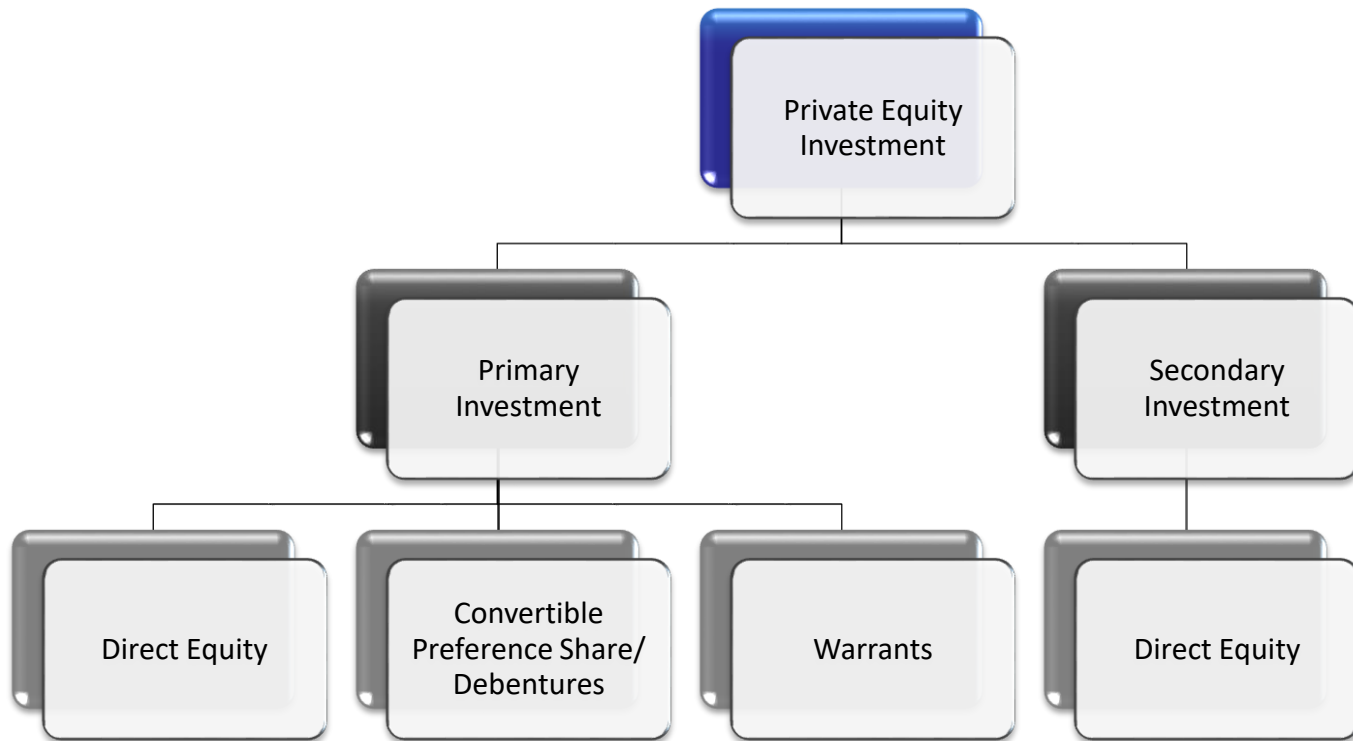 Private Equity
Investment
Primary
Investment
Secondary
Investment
Direct Equity
Convertible
Preference Share/
Debentures
Warrants
Direct Equity